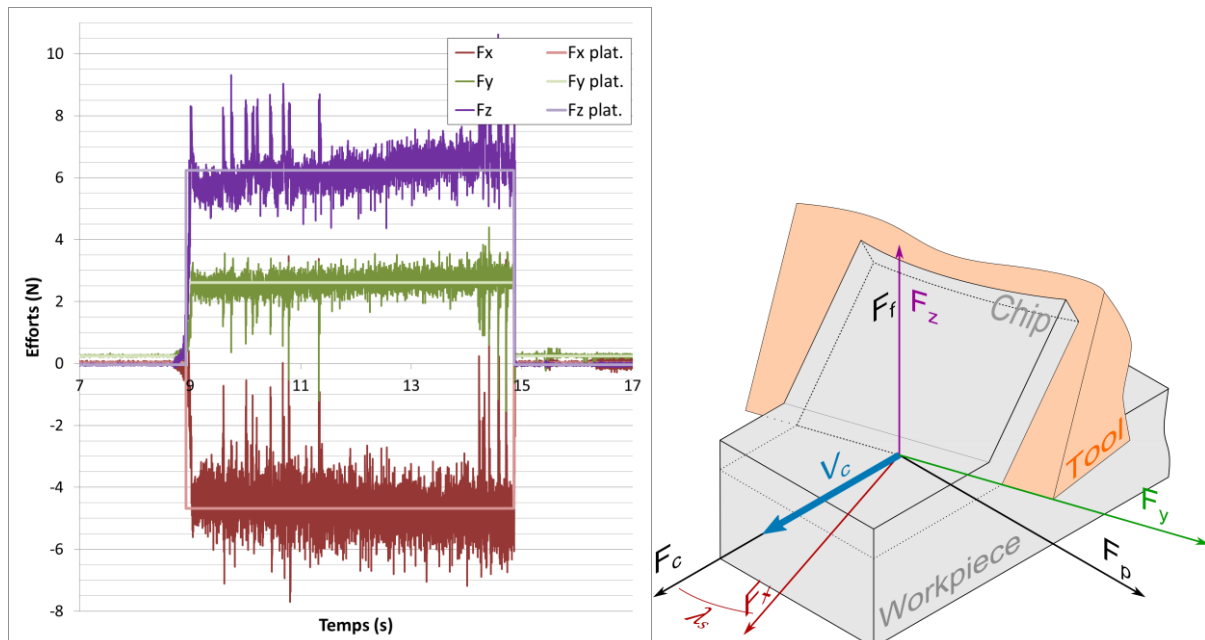 10
8
6
4
2
0
-2
-4
-6
-8
7
9
11
13
15
17
Efforts (N)
Temps (s)
Fx Fx plat.
Fy Fy plat.
Fz Fz plat.
Chip
Ff Fz
Tool
Vc
Fy
Fc
Fp
Fx
λs
Workpiece